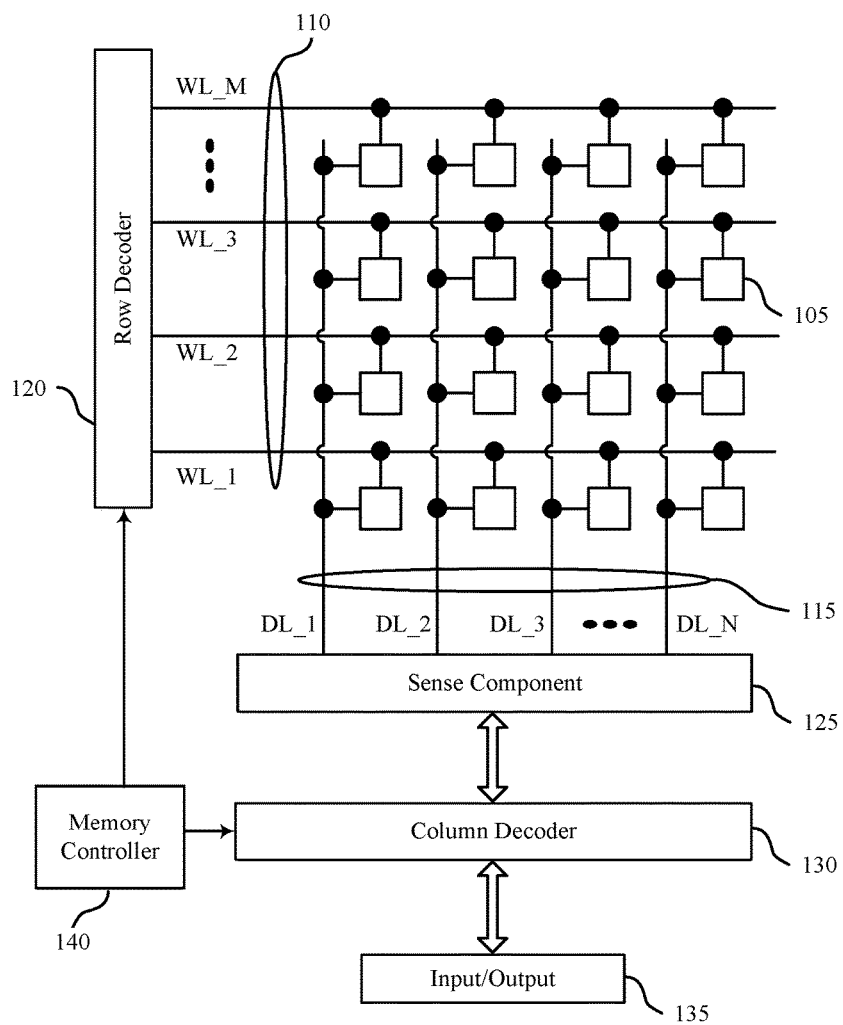 110
WL_M
WL_3
Row Decoder
105
WL_2
120
WL_1
115
DL_1
DL_2
DL_3
DL_N
Sense Component
125
Memory
Controller
Column Decoder
130
140
Input/Output
135